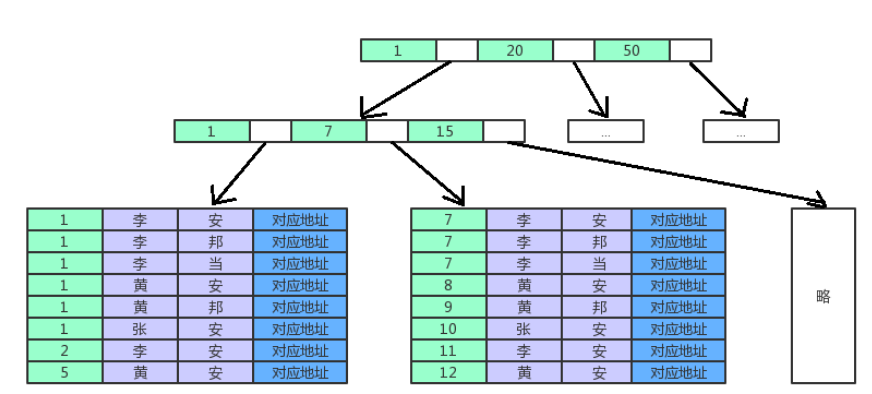 1 20 50
1 7 15 ... ...
1 李 安 对应地址
1 李 邦 对应地址
1 李 当 对应地址
1 黄 安 对应地址
1 黄 邦 对应地址
1 张 安 对应地址
2 李 安 对应地址
5 黄 安 对应地址
7 李 安 对应地址
7 李 邦 对应地址
7 李 当 对应地址
8 黄 安 对应地址
9 黄 邦 对应地址
10 张 安 对应地址
11 李 安 对应地址
12 黄 安 对应地址
略